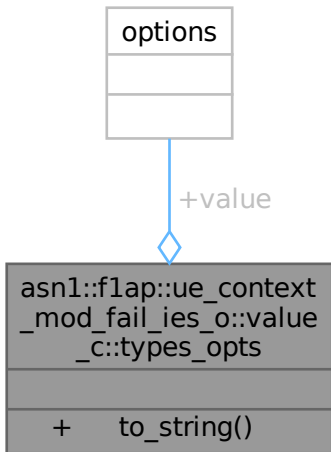 options
+value
asn1::f1ap::ue_context
_mod_fail_ies_o::value
_c::types_opts
+ to_string()